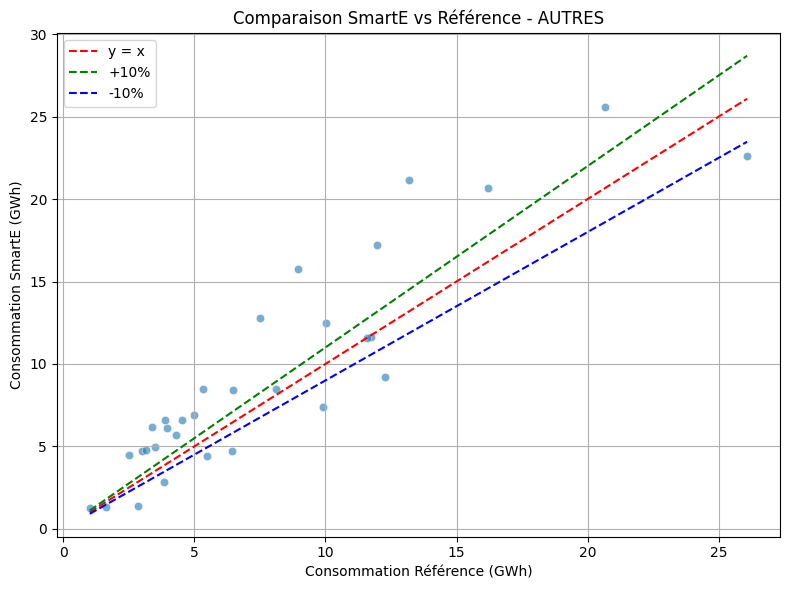 Comparaison SmartE vs Référence - AUTRES
y = x
+10%
-10%
Consommation SmartE (GWh)
30
25
20
15
10
5
0
0 5 10 15 20 25
Consommation Référence (GWh)